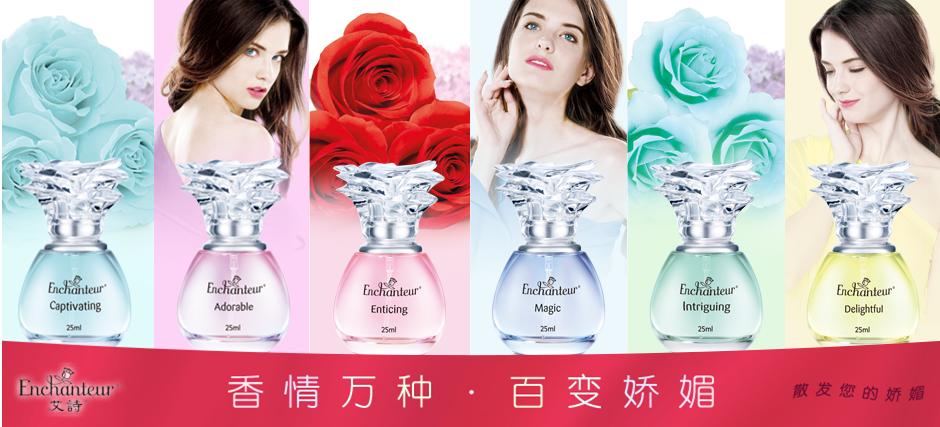 Enchanteur®
Captivating
25ml
Enchanteur®
Adorable
25ml
Enchanteur®
Enticing
25ml
Enchanteur®
Magic
25ml
Enchanteur®
Intriguing
25ml
Enchanteur®
Delightful
25ml
Enchanteur®
艾詩®
香情万种·百变娇媚
散发您的娇媚